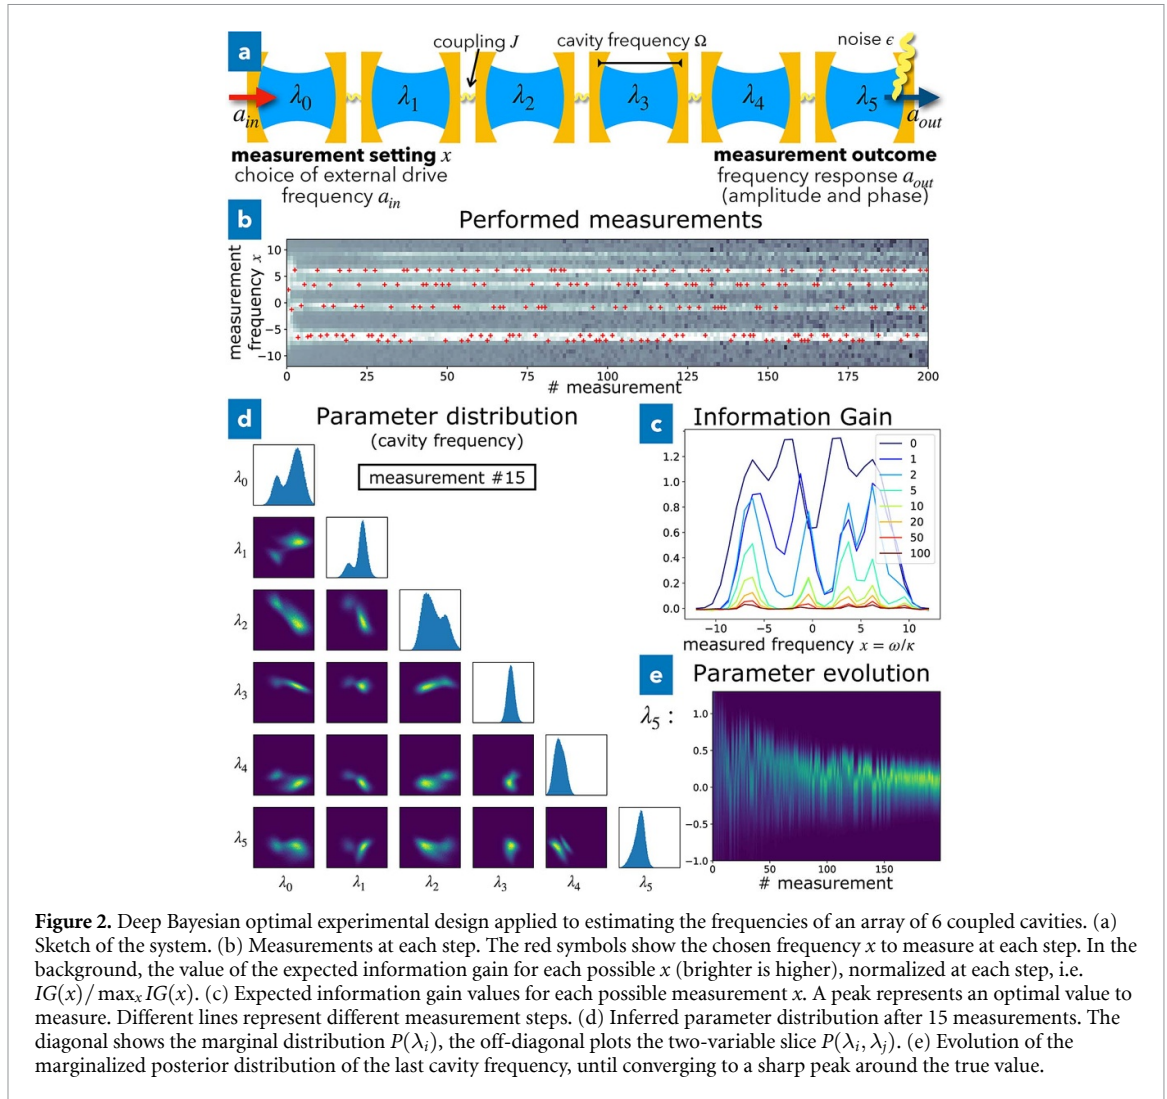 a
coupling J
cavity frequency Ω
noise ϵ
λ0
λ1
λ2
λ3
λ4
λ5
a_in
a_out
measurement setting x
choice of external drive
frequency a_in
measurement outcome
frequency response a_out
(amplitude and phase)
b
Performed measurements
measurement
frequency x
10
5
0
−5
−10
0
25
50
75
100
125
150
175
200
# measurement
d
Parameter distribution
(cavity frequency)
measurement #15
λ0
λ1
λ2
λ3
λ4
λ5
λ0
λ1
λ2
λ3
λ4
λ5
c
Information Gain
1.2
1.0
0.8
0.6
0.4
0.2
0.0
0
1
2
5
10
20
50
100
−10
−5
0
5
10
measured frequency x = ω/κ
e
Parameter evolution
λ5 :
1.0
0.5
0.0
−0.5
−1.0
0
50
100
150
# measurement
Figure 2. Deep Bayesian optimal experimental design applied to estimating the frequencies of an array of 6 coupled cavities. (a)
Sketch of the system. (b) Measurements at each step. The red symbols show the chosen frequency x to measure at each step. In the
background, the value of the expected information gain for each possible x (brighter is higher), normalized at each step, i.e.
IG(x)/ max_x IG(x). (c) Expected information gain values for each possible measurement x. A peak represents an optimal value to
measure. Different lines represent different measurement steps. (d) Inferred parameter distribution after 15 measurements. The
diagonal shows the marginal distribution P(λ_i), the off-diagonal plots the two-variable slice P(λ_i, λ_j). (e) Evolution of the
marginalized posterior distribution of the last cavity frequency, until converging to a sharp peak around the true value.